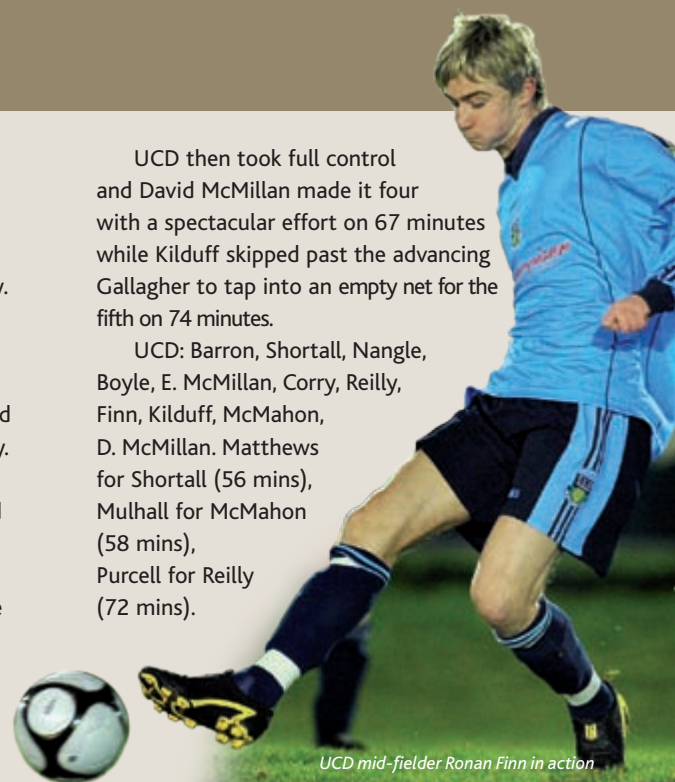 y.
d
y.
l
e
UCD then took full control
and David McMillan made it four
with a spectacular effort on 67 minutes
while Kilduff skipped past the advancing
Gallagher to tap into an empty net for the
fifth on 74 minutes.
UCD: Barron, Shortall, Nangle,
Boyle, E. McMillan, Corry, Reilly,
Finn, Kilduff, McMahon,
D. McMillan. Matthews
for Shortall (56 mins),
Mulhall for McMahon
(58 mins),
Purcell for Reilly
(72 mins).
UCD mid-fielder Ronan Finn in action